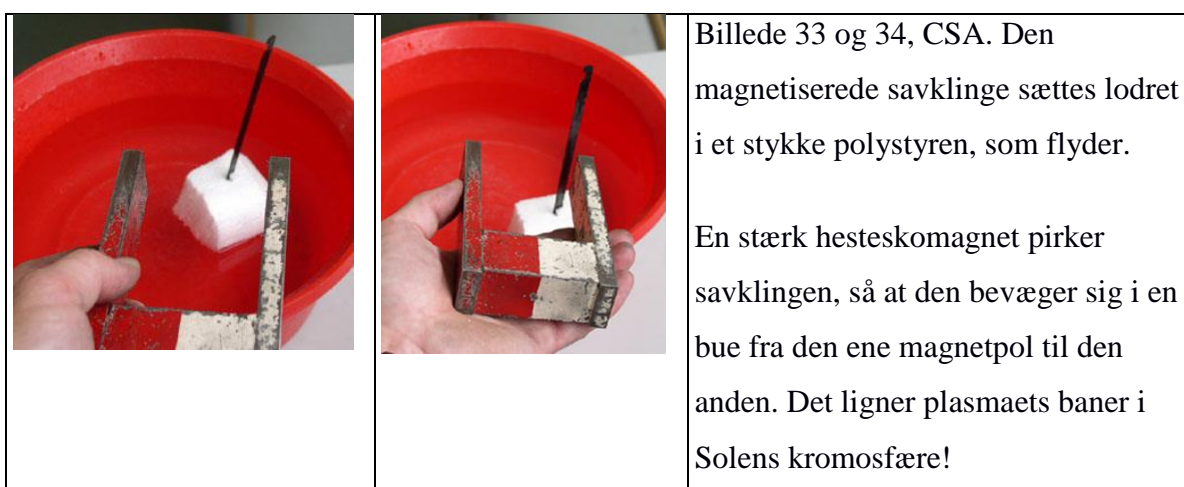 Billede 33 og 34, CSA. Den
magnetiserede savklinge sættes lodret
i et stykke polystyren, som flyder.
En stærk hesteskomagnet pirker
savklingen, så at den bevæger sig i en
bue fra den ene magnetpol til den
anden. Det ligner plasmaets baner i
Solens kromosfære!